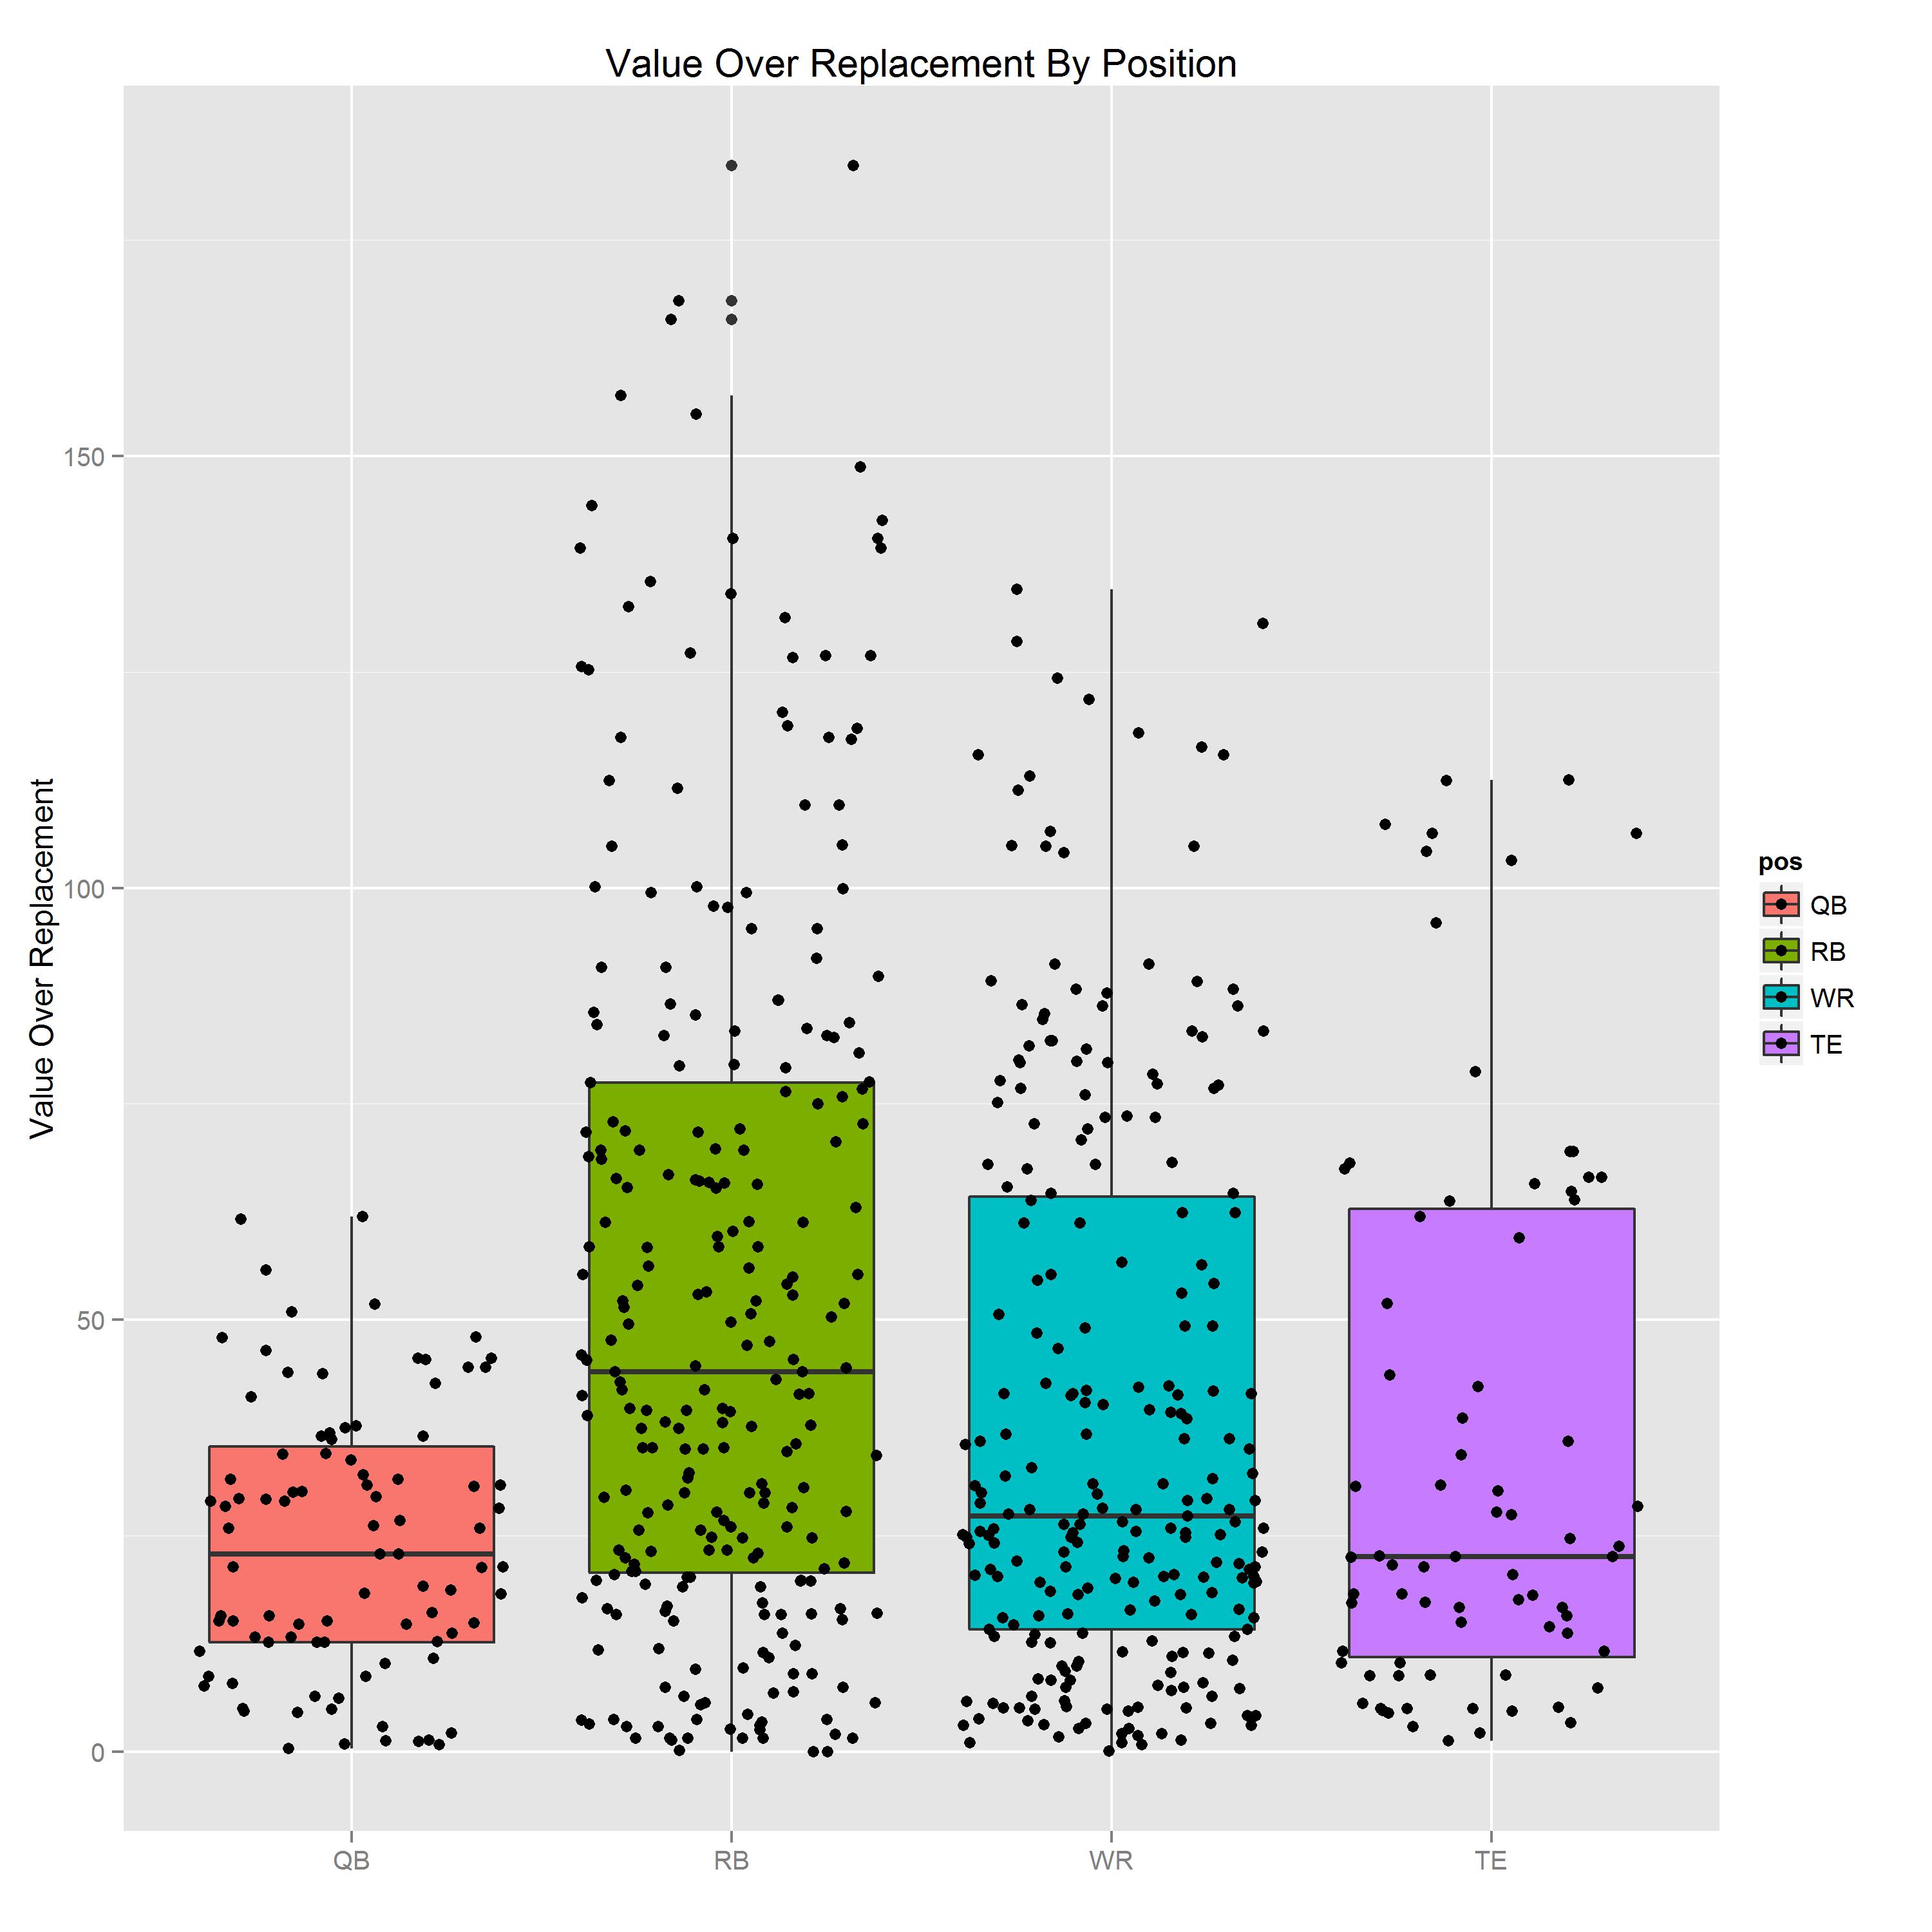 Value Over Replacement By Position
Value Over Replacement
150
100
50
0
QB
RB
WR
TE
pos
QB
RB
WR
TE